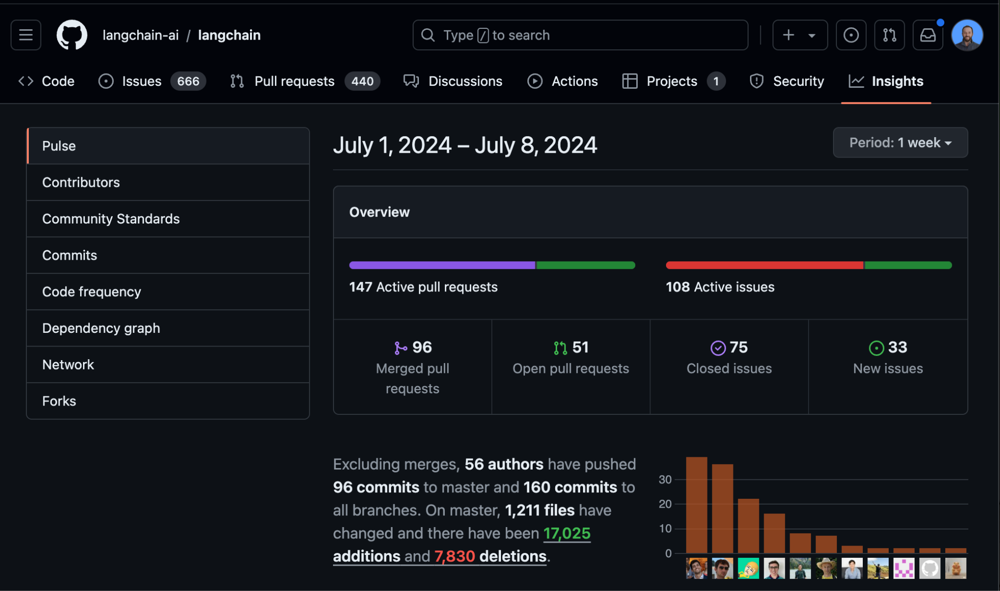 langchain-ai / langchain
Type / to search
Code
Issues 666
Pull requests 440
Discussions
Actions
Projects 1
Security
Insights
Pulse
Contributors
Community Standards
Commits
Code frequency
Dependency graph
Network
Forks
July 1, 2024 – July 8, 2024
Period: 1 week
Overview
147 Active pull requests
108 Active issues
96
Merged pull
requests
51
Open pull requests
75
Closed issues
33
New issues
Excluding merges, 56 authors have pushed
96 commits to master and 160 commits to
all branches. On master, 1,211 files have
changed and there have been 17,025
additions and 7,830 deletions.
30
20
10
0